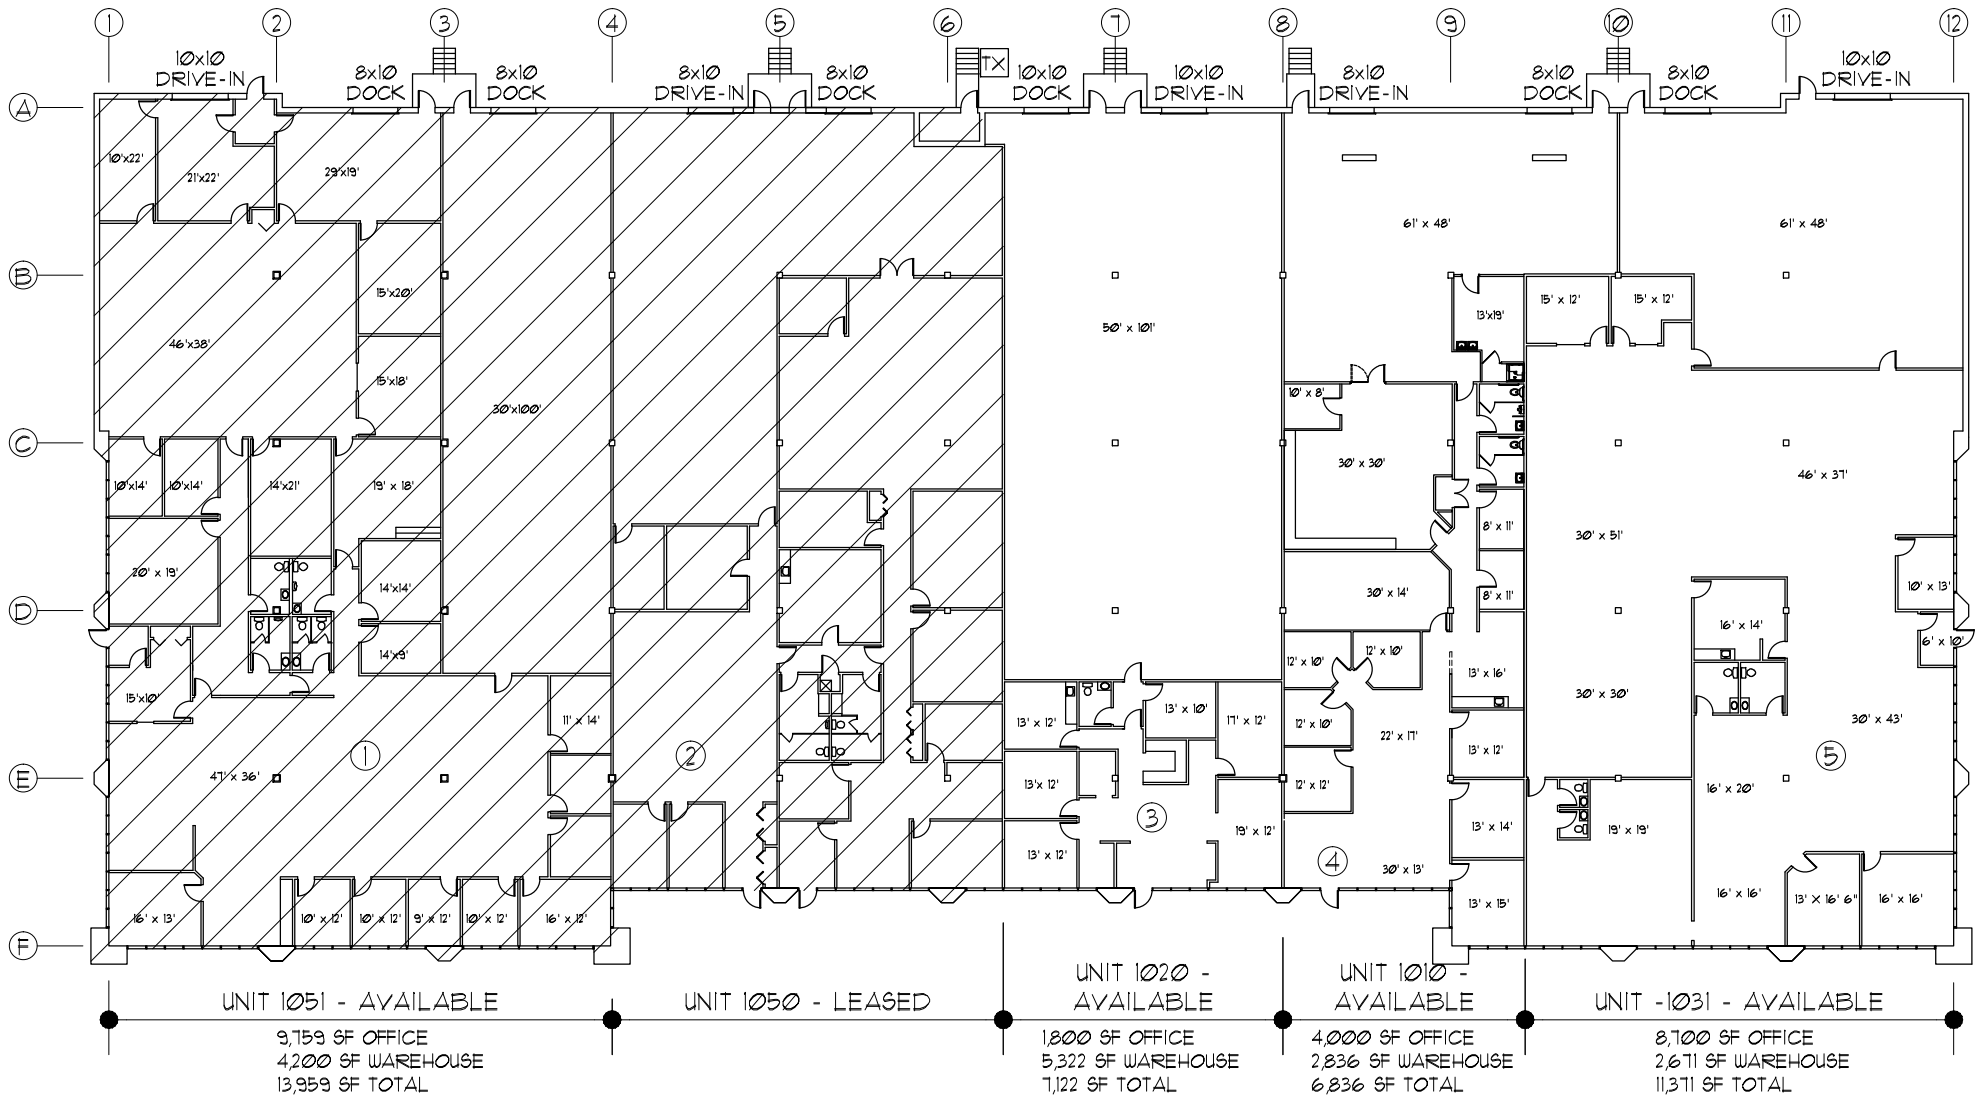 1 2 3 4 5 6 7 8 9 10 11 12
10x10
DRIVE-IN
8x10
DOCK
8x10
DOCK
8x10
DRIVE-IN
8x10
DOCK
TX
10x10
DOCK
10x10
DRIVE-IN
8x10
DRIVE-IN
8x10
DOCK
8x10
DOCK
10x10
DRIVE-IN
A
B
C
D
E
F
10'x22'
21'x22'
29'x19'
15'x20'
46'x38'
15'x18'
30'x100'
10'x14'
10'x14'
14'x21'
19' x 18'
20' x 19'
14'x14'
14'x9'
15'x10'
11' x 14'
47' x 36'
1
16' x 13'
10' x 12'
10' x 12'
9' x 12'
10' x 12'
16' x 12'
2
50' x 101'
13' x 12'
13' x 10'
17' x 12'
13'x 12'
3
19' x 12'
13' x 12'
61' x 48'
13'x19'
10' x 8'
30' x 30'
8' x 11'
8' x 11'
30' x 14'
12' x 10'
12' x 10'
13' x 16'
12' x 10'
22' x 17'
13' x 12'
12' x 12'
13' x 14'
4
30' x 13'
13' x 15'
61' x 48'
15' x 12'
15' x 12'
46' x 37'
30' x 51'
10' x 13'
16' x 14'
6' x 10'
30' x 30'
30' x 43'
5
16' x 20'
19' x 19'
16' x 16'
13' x 16' 6"
16' x 16'
UNIT 1051 - AVAILABLE
9,759 SF OFFICE
4,200 SF WAREHOUSE
13,959 SF TOTAL
UNIT 1050 - LEASED
UNIT 1020 -
AVAILABLE
1,800 SF OFFICE
5,322 SF WAREHOUSE
7,122 SF TOTAL
UNIT 1010 -
AVAILABLE
4,000 SF OFFICE
2,836 SF WAREHOUSE
6,836 SF TOTAL
UNIT -1031 - AVAILABLE
8,700 SF OFFICE
2,671 SF WAREHOUSE
11,371 SF TOTAL